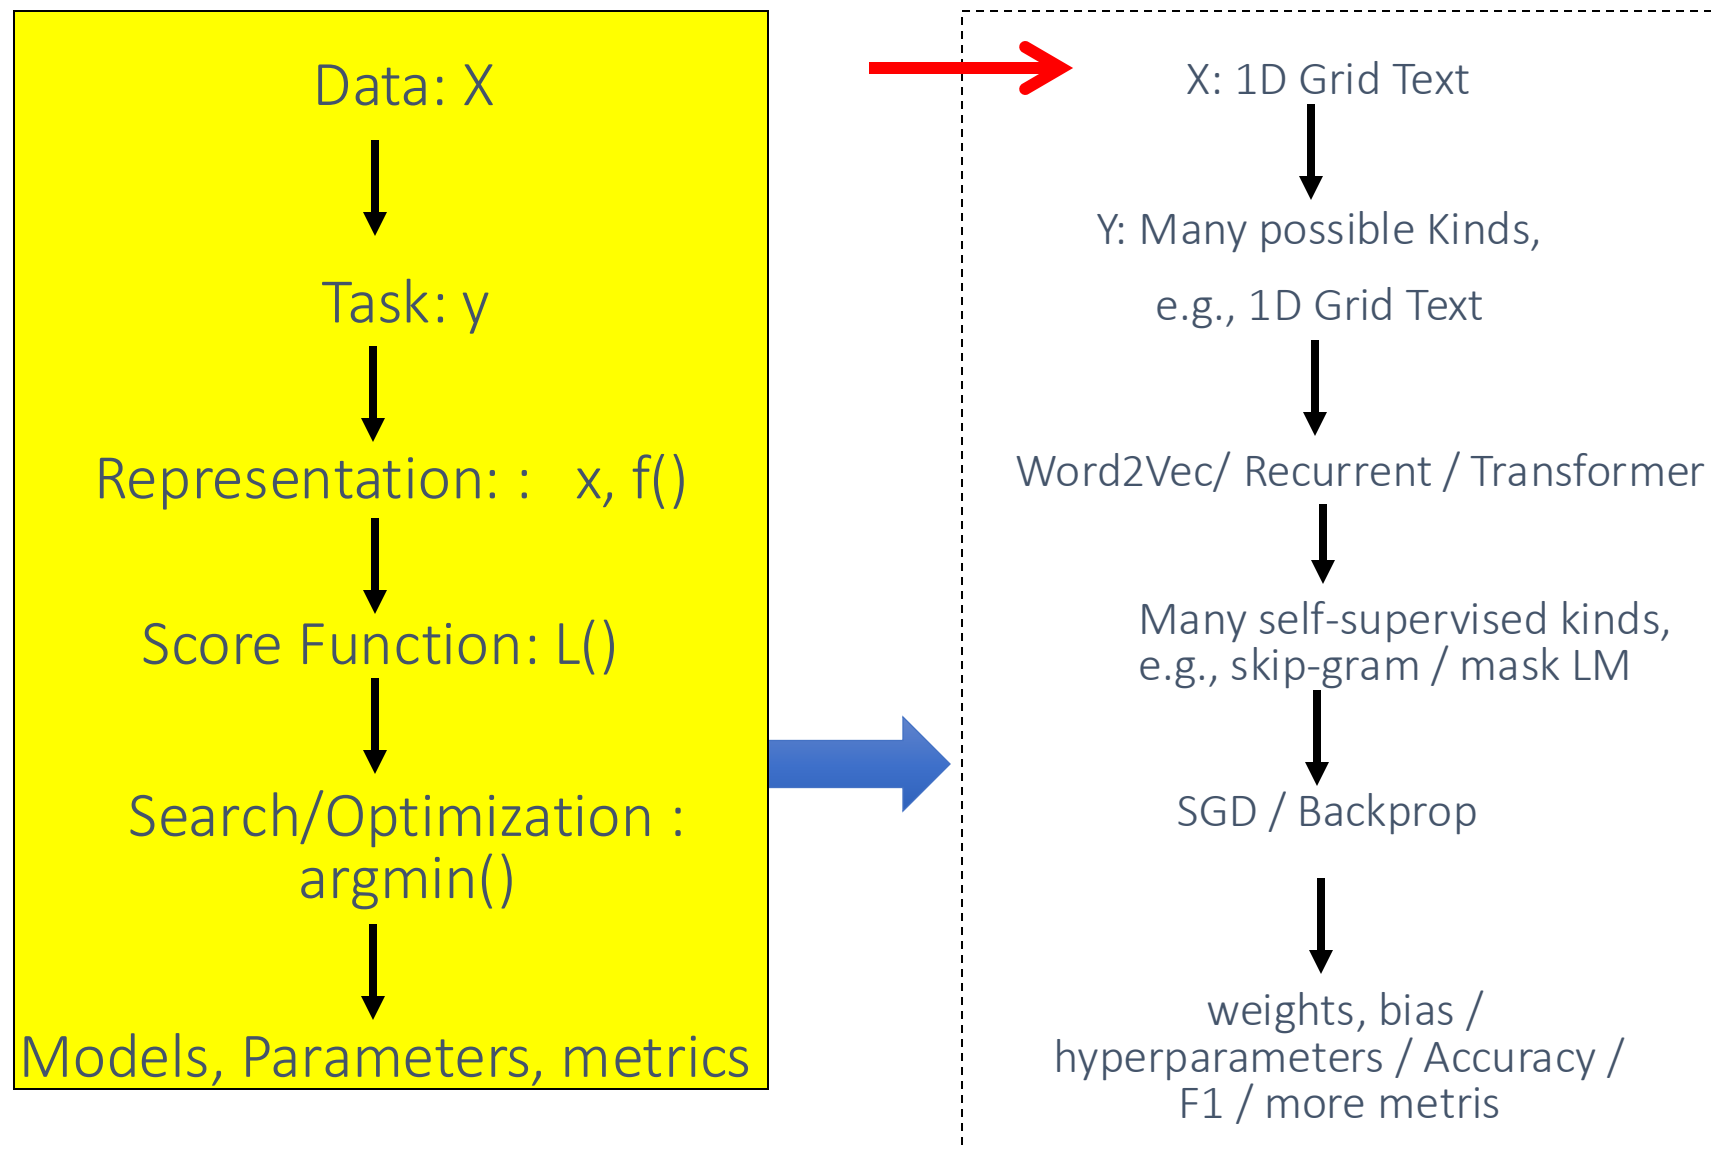 Data: X
Task: y
Representation: : x, f()
Score Function: L()
Search/Optimization :
argmin()
Models, Parameters, metrics
X: 1D Grid Text
Y: Many possible Kinds,
e.g., 1D Grid Text
Word2Vec/ Recurrent / Transformer
Many self-supervised kinds,
e.g., skip-gram / mask LM
SGD / Backprop
weights, bias /
hyperparameters / Accuracy /
F1 / more metris